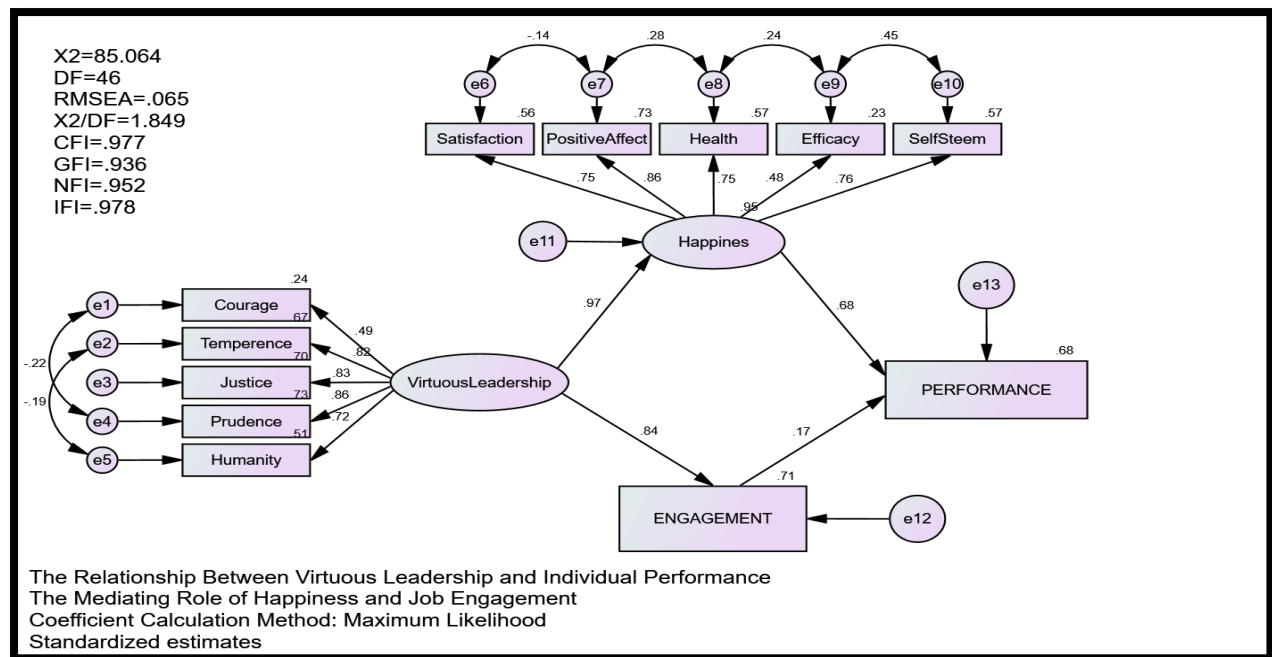 X2=85.064
DF=46
RMSEA=.065
X2/DF=1.849
CFI=.977
GFI=.936
NFI=.952
IFI=.978
-.14 .28 .24 .45
e6 e7 e8 e9 e10
.56 .73 .57 .23 .57
Satisfaction PositiveAffect Health Efficacy SelfSteem
.75 .86 .75 .48 .76
.95
e11 Happines
.97 .68
e13
.24
e1 Courage
.49
.67
e2 Temperence
.82
.70
e3 Justice
.83
.73
e4 Prudence
.86
.51
e5 Humanity
.72
-.22
-.19
VirtuousLeadership
.68
PERFORMANCE
.84 .17
.71
ENGAGEMENT e12
The Relationship Between Virtuous Leadership and Individual Performance
The Mediating Role of Happiness and Job Engagement
Coefficient Calculation Method: Maximum Likelihood
Standardized estimates